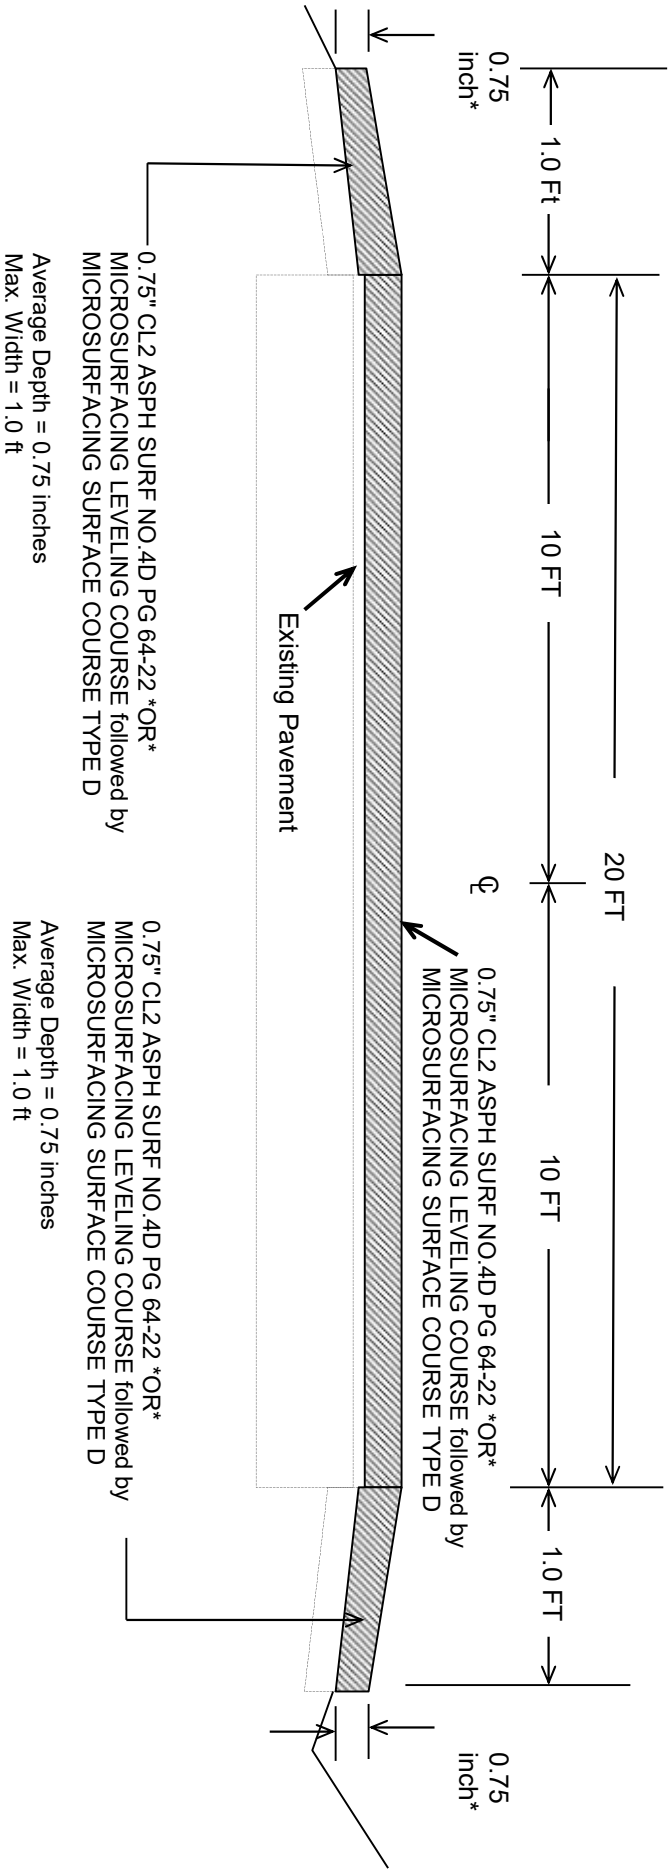 20 FT
1.0 Ft
10 FT
10 FT
1.0 FT
0.75
inch*
℄
0.75
inch*
0.75" CL2 ASPH SURF NO.4D PG 64-22 *OR*
MICROSURFACING LEVELING COURSE followed by
MICROSURFACING SURFACE COURSE TYPE D
Existing Pavement
0.75" CL2 ASPH SURF NO.4D PG 64-22 *OR*
MICROSURFACING LEVELING COURSE followed by
MICROSURFACING SURFACE COURSE TYPE D
Average Depth = 0.75 inches
Max. Width = 1.0 ft
0.75" CL2 ASPH SURF NO.4D PG 64-22 *OR*
MICROSURFACING LEVELING COURSE followed by
MICROSURFACING SURFACE COURSE TYPE D
Average Depth = 0.75 inches
Max. Width = 1.0 ft